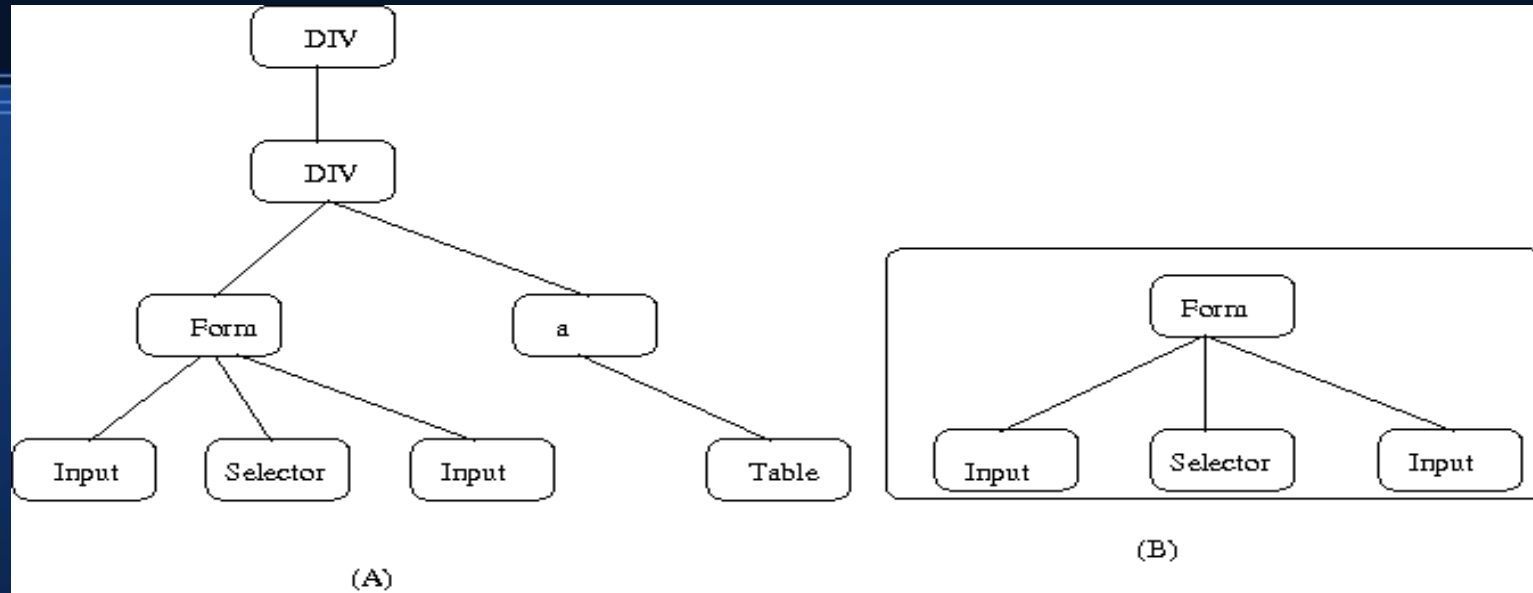 DIV
DIV
Form
a
Input
Selector
Input
Table
(A)
Form
Input
Selector
Input
(B)